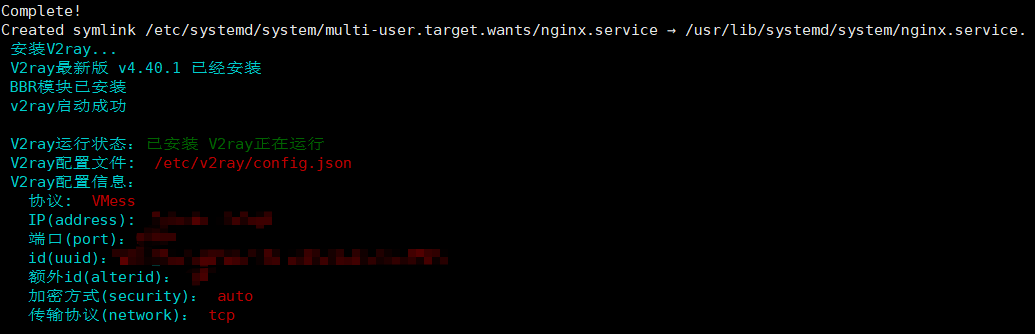 Complete!
Created symlink /etc/systemd/system/multi-user.target.wants/nginx.service → /usr/lib/systemd/system/nginx.service.
安装V2ray...
V2ray最新版 v4.40.1 已经安装
BBR模块已安装
v2ray启动成功
V2ray运行状态：已安装 V2ray正在运行
V2ray配置文件: /etc/v2ray/config.json
V2ray配置信息：
协议: VMess
IP(address):
端口(port)：
id(uuid)：
额外id(alterid)：
加密方式(security)： auto
传输协议(network)： tcp